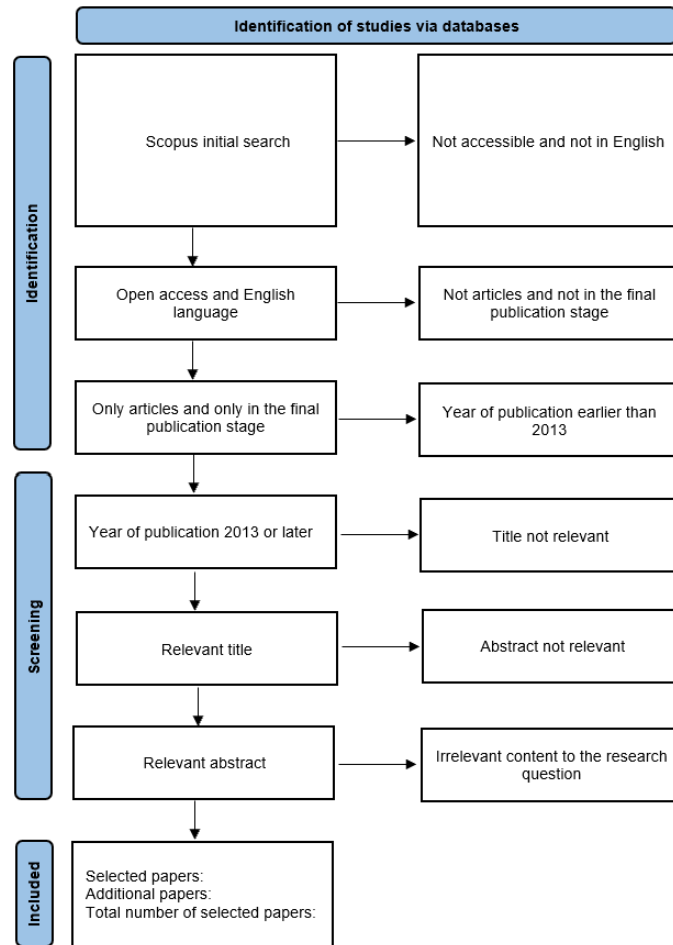 Identification of studies via databases
Identification
Scopus initial search
Not accessible and not in English
Open access and English
language
Not articles and not in the final
publication stage
Only articles and only in the final
publication stage
Year of publication earlier than
2013
Screening
Year of publication 2013 or later
Title not relevant
Relevant title
Abstract not relevant
Relevant abstract
Irrelevant content to the research
question
Included
Selected papers:
Additional papers:
Total number of selected papers: